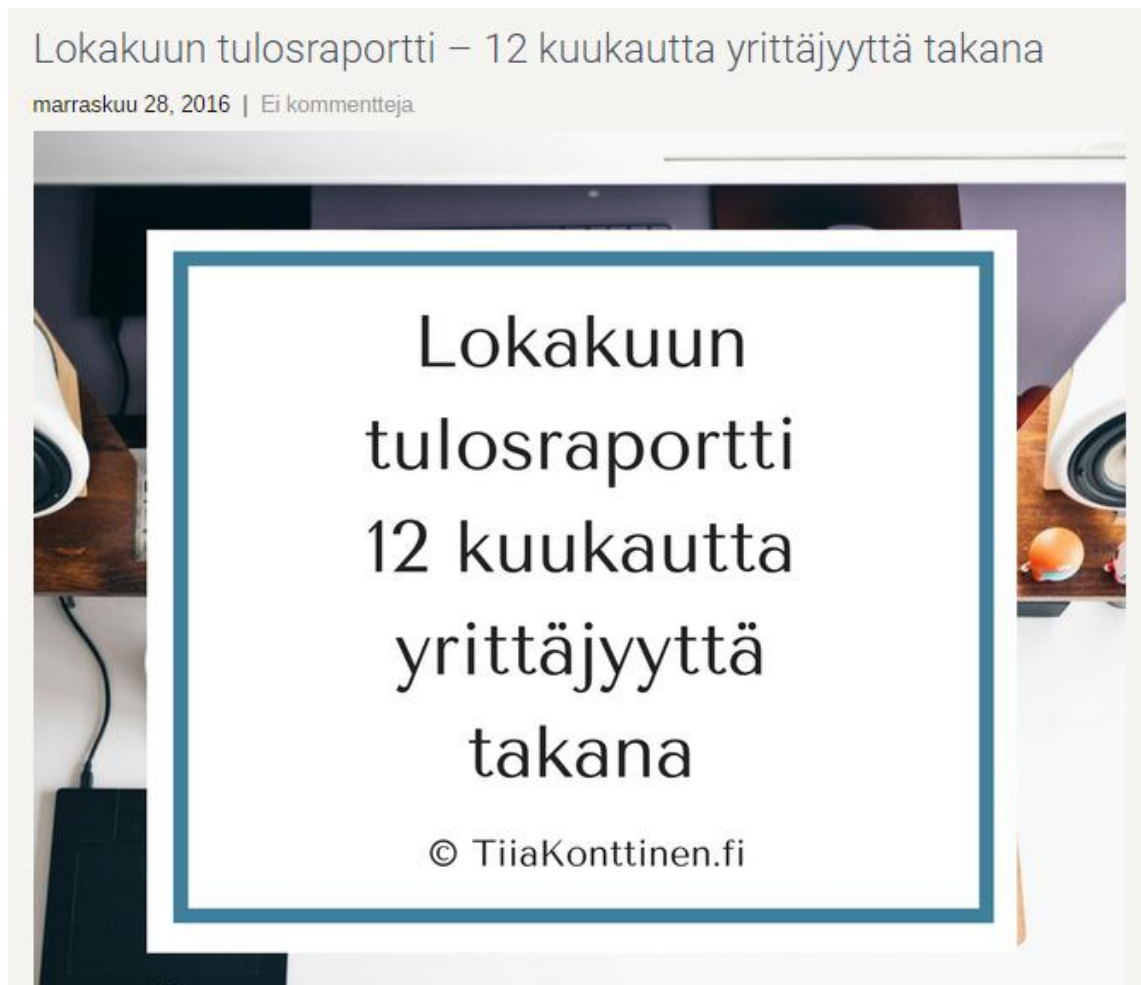 Lokakuun tulosraportti – 12 kuukautta yrittäjyyttä takana
marraskuu 28, 2016 | Ei kommentteja
Lokakuun
tulosraportti
12 kuukautta
yrittäjyyttä
takana
© TiiaKonttinen.fi